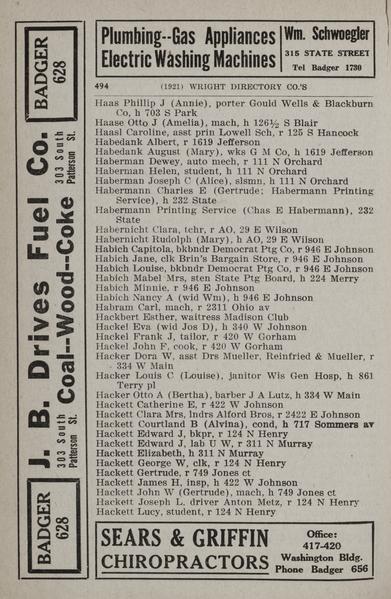 Plumbing--Gas Appliances
Electric Washing Machines
Wm. Schwoegler
315 STATE STREET
Tel Badger 1730
494 (1921) WRIGHT DIRECTORY CO.'S
Haas Phillip J (Annie), porter Gould Wells & Blackburn
Co, h 703 S Park
Haase Otto J (Amelia), mach, h 126½ S Blair
Haasl Caroline, asst prin Lowell Sch, r 125 S Hancock
Habedank Albert, r 1619 Jefferson
Habedank August (Mary), wks G M Co, h 1619 Jefferson
Haberman Dewey, auto mech, r 111 N Orchard
Haberman Helen, student, h 111 N Orchard
Haberman Joseph C (Alice), slsmn, h 111 N Orchard
Habermann Charles E (Gertrude; Habermann Printing
Service), h 232 State
Habermann Printing Service (Chas E Habermann), 232
State
Habernicht Clara, tchr, r AO, 29 E Wilson
Habernicht Rudolph (Mary), h AO, 29 E Wilson
Habich Capitola, bkbndr Democrat Ptg Co, r 946 E Johnson
Habich Jane, clk Brin's Bargain Store, r 946 E Johnson
Habich Louise, bkbndr Democrat Ptg Co, r 946 E Johnson
Habich Mabel Mrs, sten State Ptg Board, h 224 Merry
Habich Minnie, r 946 E Johnson
Habich Nancy A (wid Wm), h 946 E Johnson
Habram Carl, mach, r 2311 Ohio av
Hackbert Esther, waitress Madison Club
Hackel Eva (wid Jos D), h 340 W Johnson
Hackel Frank J, tailor, r 420 W Gorham
Hackel John F, cook, r 420 W Gorham
Hacker Dora W, asst Drs Mueller, Reinfried & Mueller, r
334 W Main
Hacker Louis C (Louise), janitor Wis Gen Hosp, h 861
Terry pl
Hacker Otto A (Bertha), barber J A Lutz, h 334 W Main
Hackett Catherine E, r 422 W Johnson
Hackett Clara Mrs, lndrs Alford Bros, r 2422 E Johnson
Hackett Courtland B (Alvina), cond, h 717 Sommers av
Hackett Edward J, bkpr, r 124 N Henry
Hackett Edward J, lab U W, r 311 N Murray
Hackett Elizabeth, h 311 N Murray
Hackett George W, clk, r 124 N Henry
Hackett Gertrude, r 749 Jones ct
Hackett James H, insp, h 422 W Johnson
Hackett John W (Gertrude), mach, h 749 Jones ct
Hackett Joseph L, driver Anton Metz, r 124 N Henry
Hackett Lucy, student, r 124 N Henry
SEARS & GRIFFIN
CHIROPRACTORS
Office:
417-420
Washington Bldg.
Phone Badger 656
BADGER
628
J. B. Drives Fuel Co.
303 South
Patterson St.
Coal--Wood--Coke
303 South
Patterson St.
BADGER
628